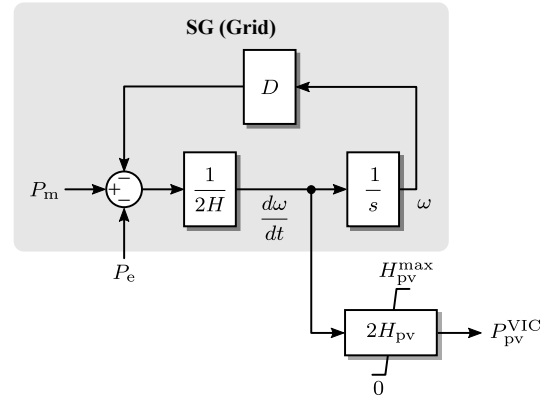 SG (Grid)
D
P_m
+
−
−
1/2H
dω/dt
1/s
ω
P_e
H_pv^max
2H_pv
P_pv^VIC
0